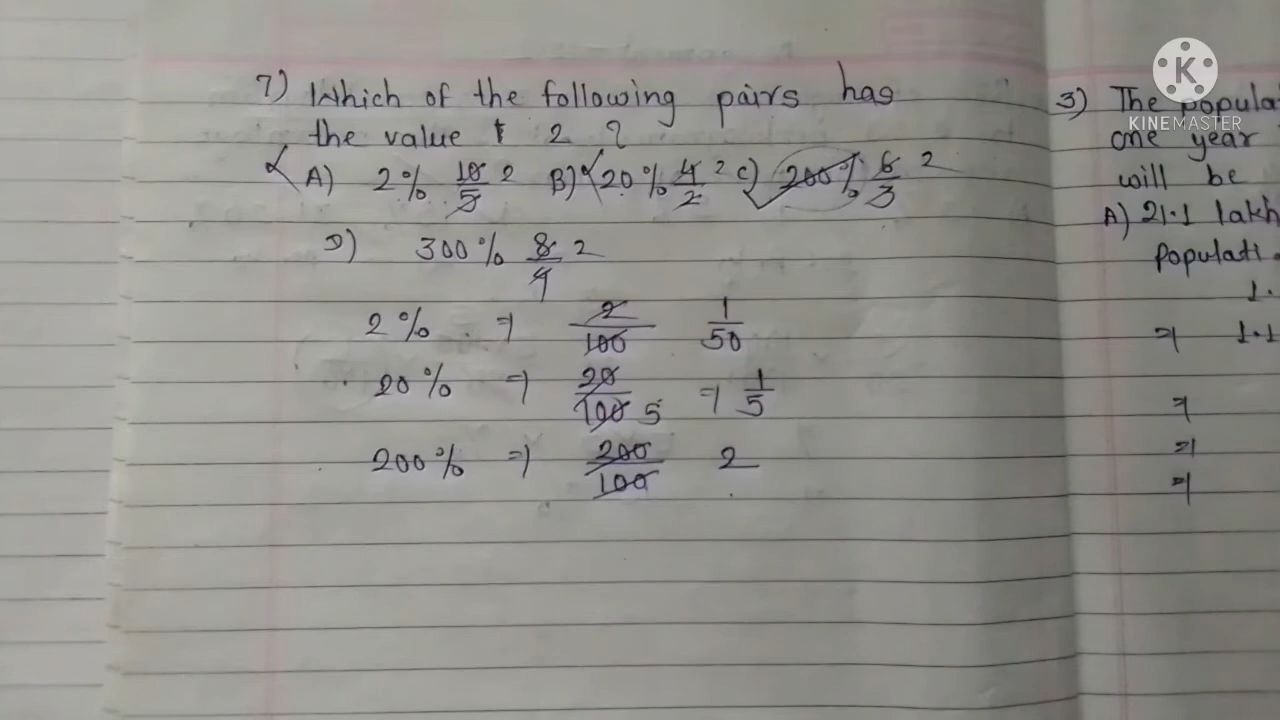 7) Which of the following pairs has
the value 2 ?
A) 2% 10/5 2 B) 20% 4/2 2 C) 200% 6/3 2
D) 300% 8/4 2
2% ⇒ 2/100 1/50
20% ⇒ 20/100 5 ⇒ 1/5
200% ⇒ 200/100 2
3) The popula
one year
will be
A) 21.1 lakh
populati
1.
⇒ 1.1
⇒
⇒
⇒
K
KINEMASTER